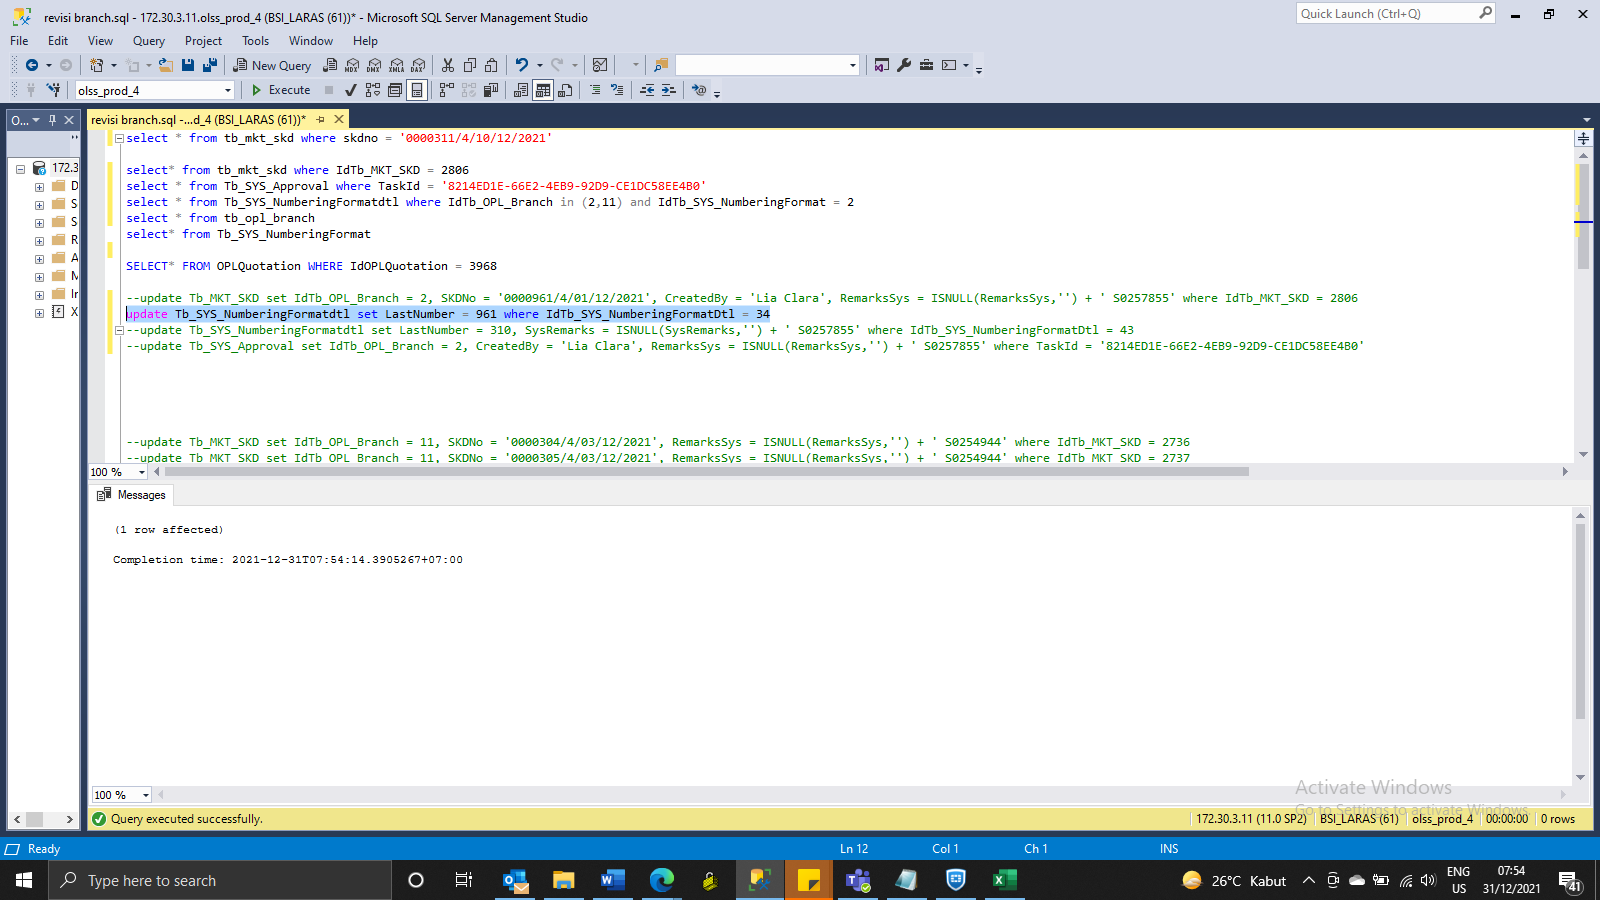 revisi branch.sql - 172.30.3.11.olss_prod_4 (BSI_LARAS (61))* - Microsoft SQL Server Management Studio
Quick Launch (Ctrl+Q)
File Edit View Query Project Tools Window Help
New Query MDX DMX XMLA DAX
olss_prod_4 Execute
O... revisi branch.sql -...d_4 (BSI_LARAS (61))*
172.3
D
S
S
R
A
M
In
X
select * from tb_mkt_skd where skdno = '0000311/4/10/12/2021'
select* from tb_mkt_skd where IdTb_MKT_SKD = 2806
select * from Tb_SYS_Approval where TaskId = '8214ED1E-66E2-4EB9-92D9-CE1DC58EE4B0'
select * from Tb_SYS_NumberingFormatdtl where IdTb_OPL_Branch in (2,11) and IdTb_SYS_NumberingFormat = 2
select * from tb_opl_branch
select* from Tb_SYS_NumberingFormat
SELECT* FROM OPLQuotation WHERE IdOPLQuotation = 3968
--update Tb_MKT_SKD set IdTb_OPL_Branch = 2, SKDNo = '0000961/4/01/12/2021', CreatedBy = 'Lia Clara', RemarksSys = ISNULL(RemarksSys,'') + ' S0257855' where IdTb_MKT_SKD = 2806
update Tb_SYS_NumberingFormatdtl set LastNumber = 961 where IdTb_SYS_NumberingFormatDtl = 34
--update Tb_SYS_NumberingFormatdtl set LastNumber = 310, SysRemarks = ISNULL(SysRemarks,'') + ' S0257855' where IdTb_SYS_NumberingFormatDtl = 43
--update Tb_SYS_Approval set IdTb_OPL_Branch = 2, CreatedBy = 'Lia Clara', RemarksSys = ISNULL(RemarksSys,'') + ' S0257855' where TaskId = '8214ED1E-66E2-4EB9-92D9-CE1DC58EE4B0'
--update Tb_MKT_SKD set IdTb_OPL_Branch = 11, SKDNo = '0000304/4/03/12/2021', RemarksSys = ISNULL(RemarksSys,'') + ' S0254944' where IdTb_MKT_SKD = 2736
--update Tb_MKT_SKD set IdTb_OPL_Branch = 11, SKDNo = '0000305/4/03/12/2021', RemarksSys = ISNULL(RemarksSys,'') + ' S0254944' where IdTb_MKT_SKD = 2737
100 %
Messages
(1 row affected)
Completion time: 2021-12-31T07:54:14.3905267+07:00
Activate Windows
Go to Settings to activate Windows.
100 %
Query executed successfully. 172.30.3.11 (11.0 SP2) BSI_LARAS (61) olss_prod_4 00:00:00 0 rows
Ready Ln 12 Col 1 Ch 1 INS
Type here to search 26°C Kabut ENG US 07:54 31/12/2021 41